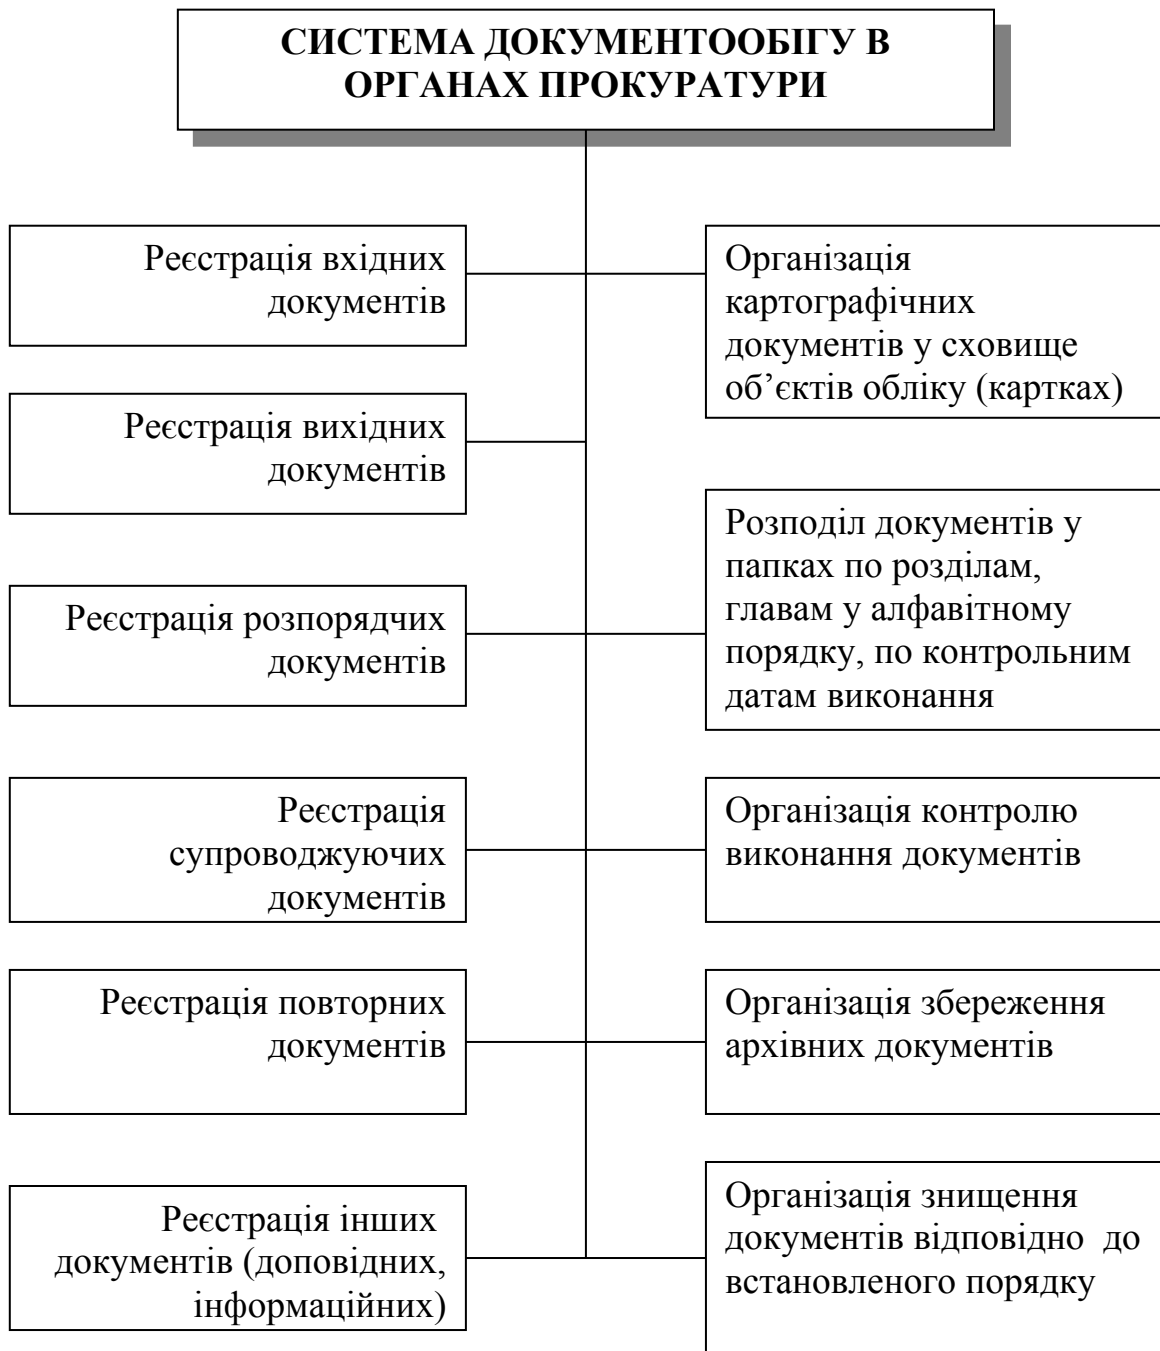 СИСТЕМА ДОКУМЕНТООБІГУ В
ОРГАНАХ ПРОКУРАТУРИ
Реєстрація вхідних
документів
Організація
картографічних
документів у сховище
об’єктів обліку (картках)
Реєстрація вихідних
документів
Розподіл документів у
папках по розділам,
главам у алфавітному
порядку, по контрольним
датам виконання
Реєстрація розпорядчих
документів
Реєстрація
супроводжуючих
документів
Організація контролю
виконання документів
Реєстрація повторних
документів
Організація збереження
архівних документів
Реєстрація інших
документів (доповідних,
інформаційних)
Організація знищення
документів відповідно  до
встановленого порядку